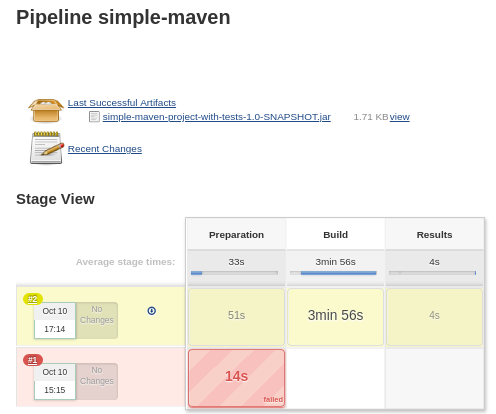 Pipeline simple-maven
Last Successful Artifacts
simple-maven-project-with-tests-1.0-SNAPSHOT.jar 1.71 KB view
Recent Changes
Stage View
Preparation Build Results
Average stage times: 33s 3min 56s 4s
#2
Oct 10
17:14
No
Changes
51s 3min 56s 4s
#1
Oct 10
15:15
No
Changes
14s
failed